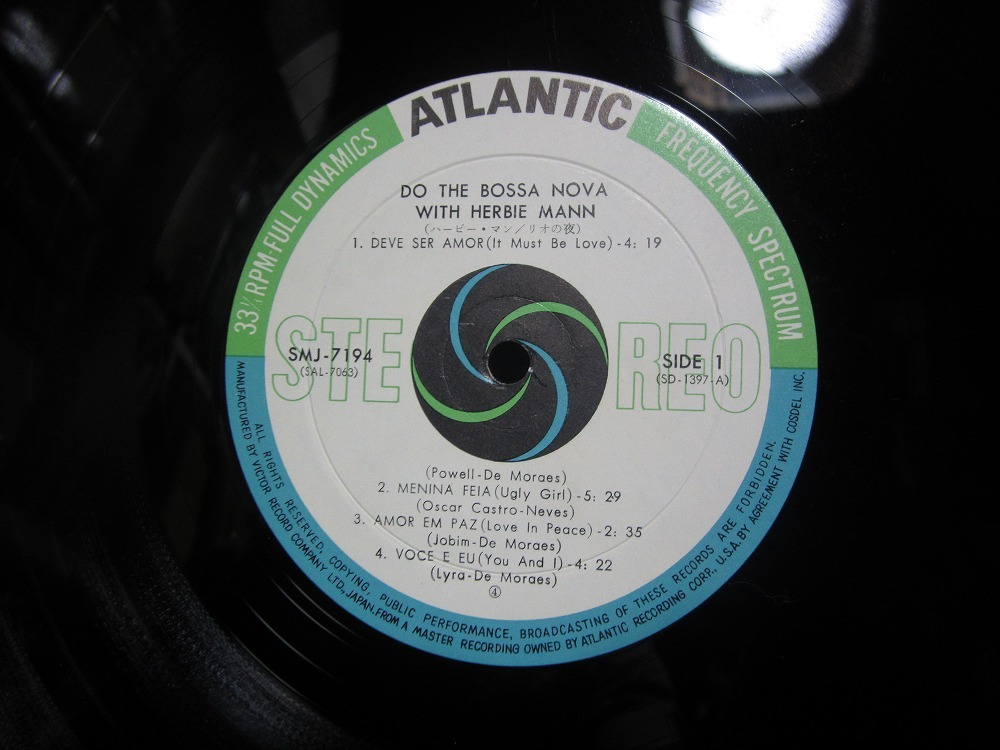 ATLANTIC
33⅓ RPM-FULL DYNAMICS
FREQUENCY SPECTRUM
DO THE BOSSA NOVA
WITH HERBIE MANN
(ハービー・マン/リオの夜)
1. DEVE SER AMOR(It Must Be Love)-4: 19
STEREO
SMJ-7194
(SAL-7063)
SIDE 1
(SD-1397-A)
(Powell-De Moraes)
2. MENINA FEIA(Ugly Girl)-5: 29
(Oscar Castro-Neves)
3. AMOR EM PAZ(Love In Peace)-2: 35
(Jobim-De Moraes)
4. VOCE E EU(You And I)-4: 22
(Lyra-De Moraes)
④
ALL RIGHTS RESERVED, COPYING, PUBLIC PERFORMANCE, BROADCASTING OF THESE RECORDS ARE FORBIDDEN.
MANUFACTURED BY VICTOR RECORD COMPANY LTD., JAPAN. FROM A MASTER RECORDING OWNED BY ATLANTIC RECORDING CORP., U.S.A. BY AGREEMENT WITH COSDEL INC.